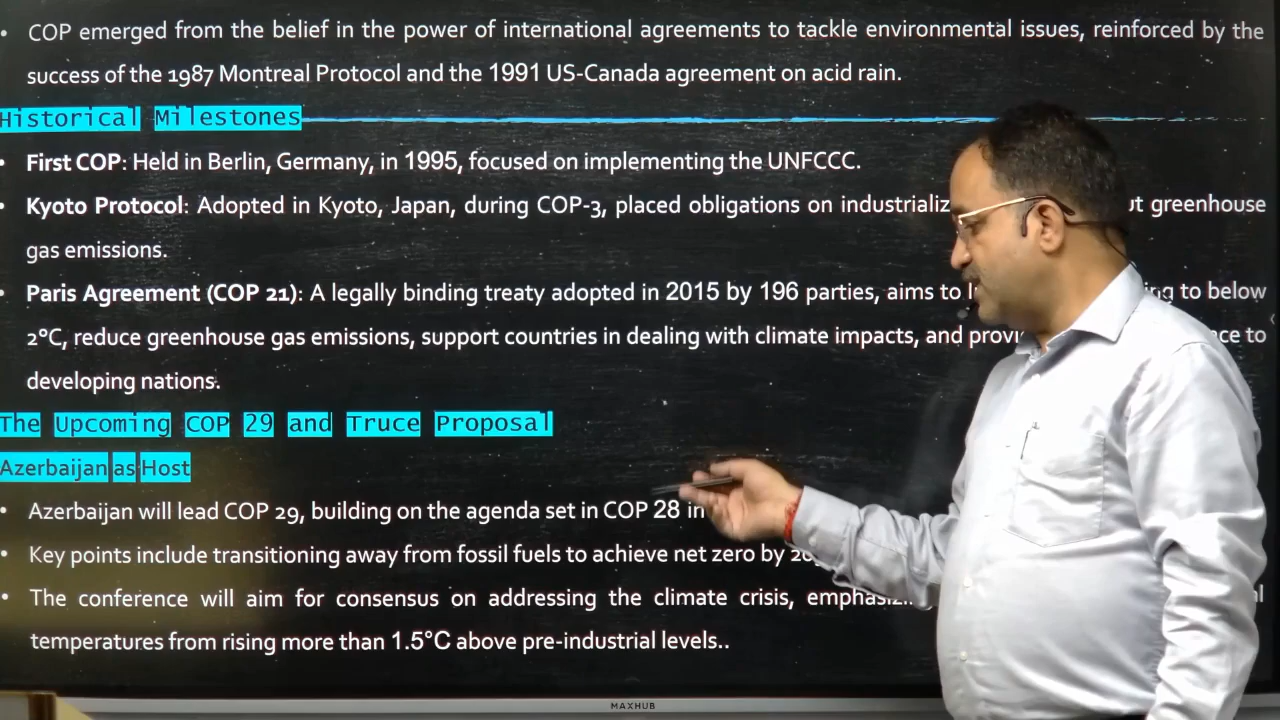 • COP emerged from the belief in the power of international agreements to tackle environmental issues, reinforced by the
success of the 1987 Montreal Protocol and the 1991 US-Canada agreement on acid rain.
Historical Milestones
• First COP: Held in Berlin, Germany, in 1995, focused on implementing the UNFCCC.
• Kyoto Protocol: Adopted in Kyoto, Japan, during COP-3, placed obligations on greenhouse
gas emissions.
• Paris Agreement (COP 21): A legally binding treaty adopted in 2015 by 196 parties, aims to to below
2°C, reduce greenhouse gas emissions, support countries in dealing with climate impacts, and to
developing nations.
The Upcoming COP 29 and Truce Proposal
Azerbaijan as Host
• Azerbaijan will lead COP 29, building on the agenda set in COP 28 in
• Key points include transitioning away from fossil fuels to achieve net zero by
• The conference will aim for consensus on addressing the climate crisis,
temperatures from rising more than 1.5°C above pre-industrial levels..
MAXHUB